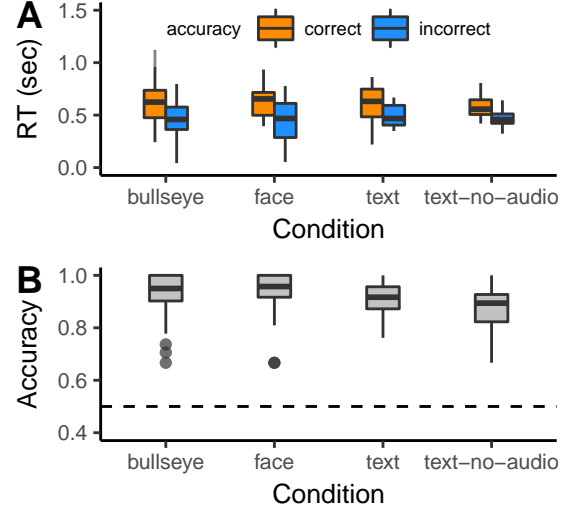 A
accuracy correct incorrect
RT (sec)
1.5
1.0
0.5
0.0
bullseye face text text−no−audio
Condition
B
Accuracy
1.0
0.8
0.6
0.4
bullseye face text text−no−audio
Condition